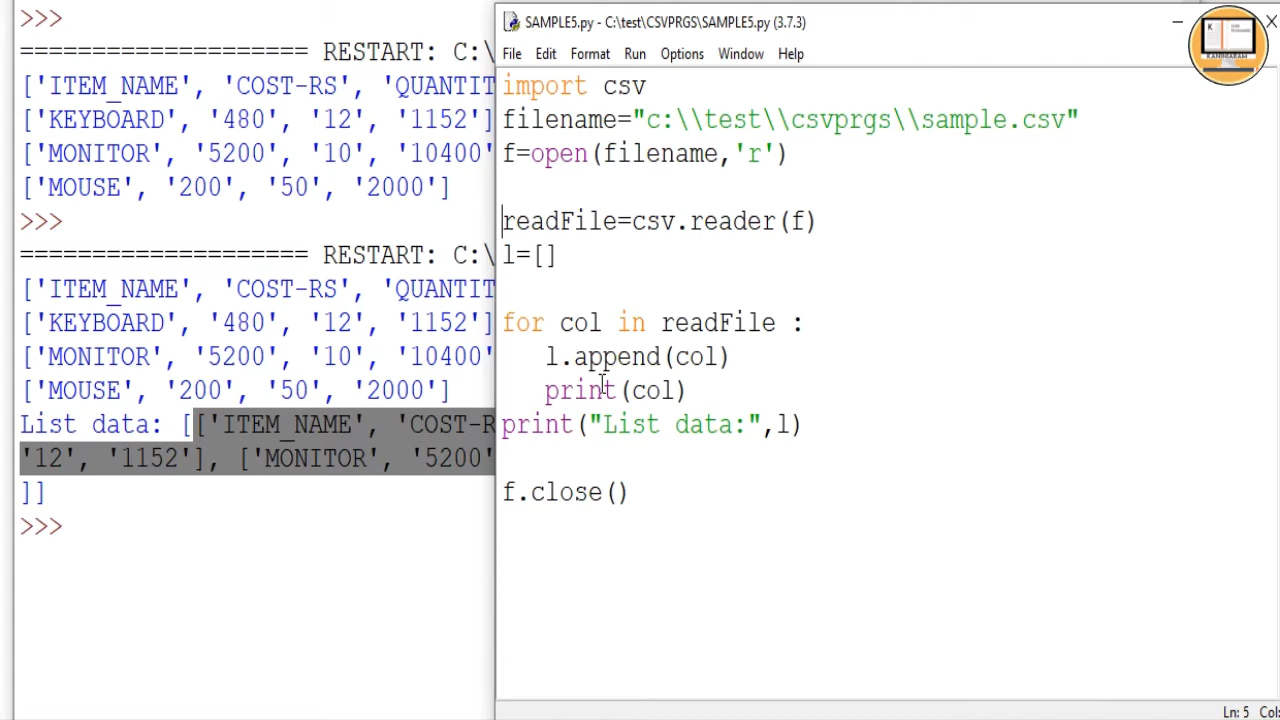 >>>
==================== RESTART: C:\
['ITEM_NAME', 'COST-RS', 'QUANTIT
['KEYBOARD', '480', '12', '1152']
['MONITOR', '5200', '10', '10400'
['MOUSE', '200', '50', '2000']
>>>
==================== RESTART: C:\
['ITEM_NAME', 'COST-RS', 'QUANTIT
['KEYBOARD', '480', '12', '1152']
['MONITOR', '5200', '10', '10400'
['MOUSE', '200', '50', '2000']
List data: [['ITEM_NAME', 'COST-R
'12', '1152'], ['MONITOR', '5200'
]]
>>>
SAMPLE5.py - C:\test\CSVPRGS\SAMPLE5.py (3.7.3)
File Edit Format Run Options Window Help
import csv
filename="c:\\test\\csvprgs\\sample.csv"
f=open(filename,'r')
readFile=csv.reader(f)
l=[]
for col in readFile :
l.append(col)
print(col)
print("List data:",l)
f.close()
Ln: 5 Col: